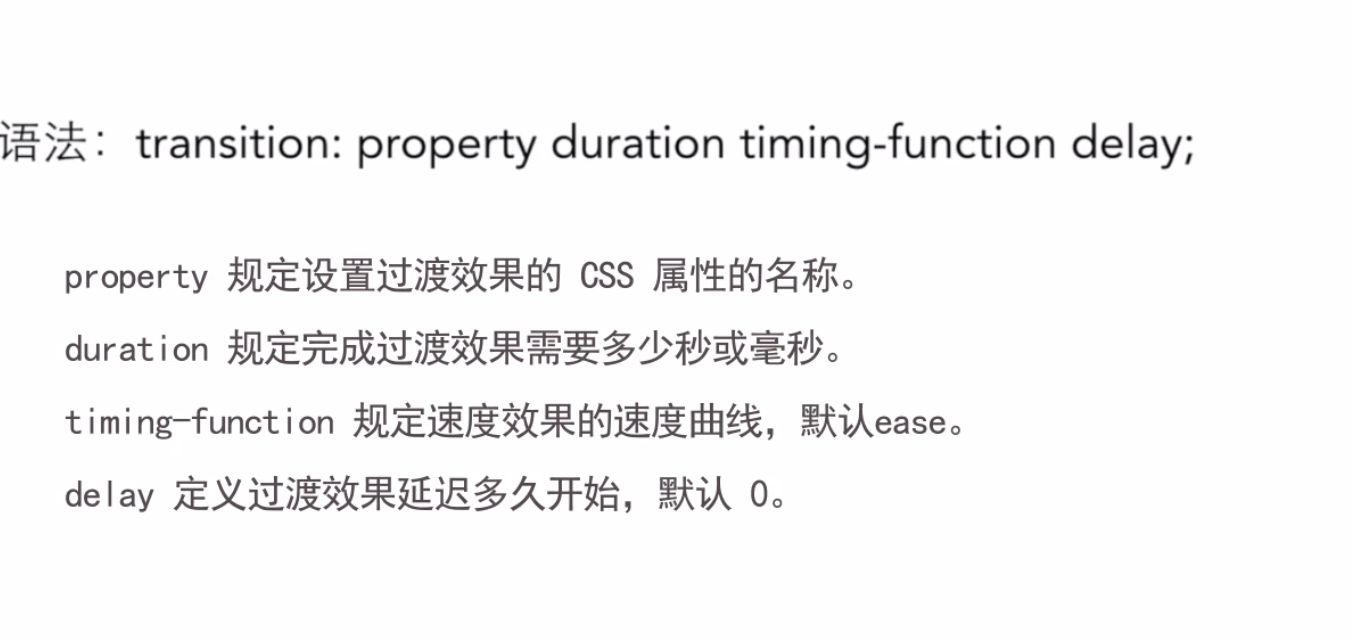 语法：transition: property duration timing-function delay;
property 规定设置过渡效果的 CSS 属性的名称。
duration 规定完成过渡效果需要多少秒或毫秒。
timing-function 规定速度效果的速度曲线，默认ease。
delay 定义过渡效果延迟多久开始，默认 0。